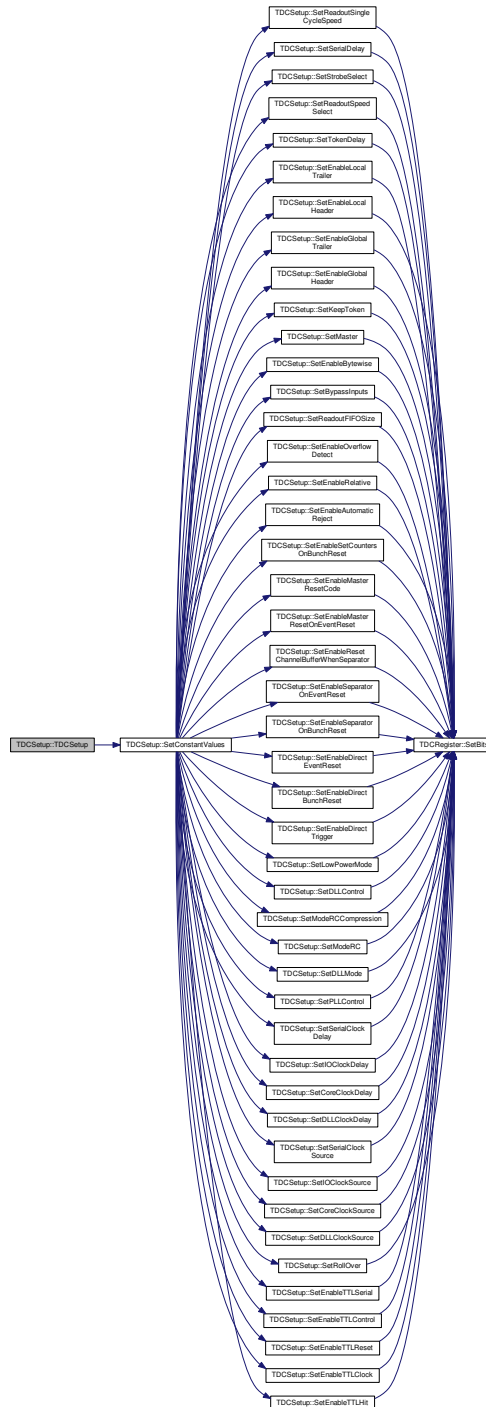 TDCSetup::SetReadoutSingle
CycleSpeed
TDCSetup::SetSerialDelay
TDCSetup::SetStrobeSelect
TDCSetup::SetReadoutSpeed
Select
TDCSetup::SetTokenDelay
TDCSetup::SetEnableLocal
Trailer
TDCSetup::SetEnableLocal
Header
TDCSetup::SetEnableGlobal
Trailer
TDCSetup::SetEnableGlobal
Header
TDCSetup::SetKeepToken
TDCSetup::SetMaster
TDCSetup::SetEnableBytewise
TDCSetup::SetBypassInputs
TDCSetup::SetReadoutFIFOSize
TDCSetup::SetEnableOverflow
Detect
TDCSetup::SetEnableRelative
TDCSetup::SetEnableAutomatic
Reject
TDCSetup::SetEnableSetCounters
OnBunchReset
TDCSetup::SetEnableMaster
ResetCode
TDCSetup::SetEnableMaster
ResetOnEventReset
TDCSetup::SetEnableReset
ChannelBufferWhenSeparator
TDCSetup::SetEnableSeparator
OnEventReset
TDCSetup::SetEnableSeparator
OnBunchReset
TDCSetup::TDCSetup
TDCSetup::SetConstantValues
TDCRegister::SetBits
TDCSetup::SetEnableDirect
EventReset
TDCSetup::SetEnableDirect
BunchReset
TDCSetup::SetEnableDirect
Trigger
TDCSetup::SetLowPowerMode
TDCSetup::SetDLLControl
TDCSetup::SetModeRCCompression
TDCSetup::SetModeRC
TDCSetup::SetDLLMode
TDCSetup::SetPLLControl
TDCSetup::SetSerialClock
Delay
TDCSetup::SetIOClockDelay
TDCSetup::SetCoreClockDelay
TDCSetup::SetDLLClockDelay
TDCSetup::SetSerialClock
Source
TDCSetup::SetIOClockSource
TDCSetup::SetCoreClockSource
TDCSetup::SetDLLClockSource
TDCSetup::SetRollOver
TDCSetup::SetEnableTTLSerial
TDCSetup::SetEnableTTLControl
TDCSetup::SetEnableTTLReset
TDCSetup::SetEnableTTLClock
TDCSetup::SetEnableTTLHit